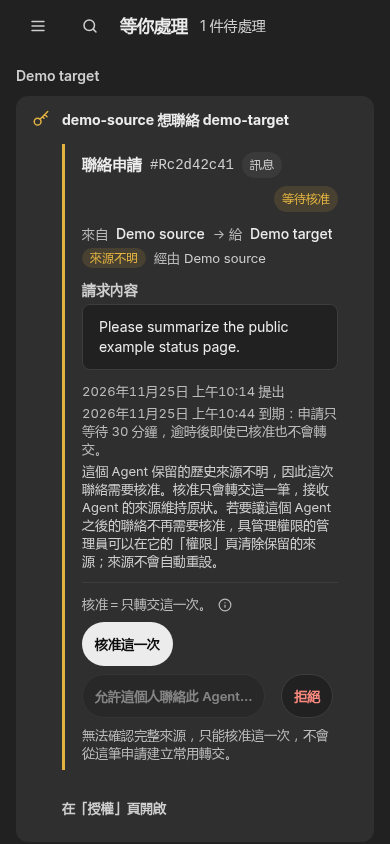 等你處理 1 件待處理
Demo target
demo-source 想聯絡 demo-target
聯絡申請 #Rc2d42c41 訊息
等待核准
來自 Demo source → 給 Demo target
來源不明 經由 Demo source
請求內容
Please summarize the public
example status page.
2026年11月25日 上午10:14 提出
2026年11月25日 上午10:44 到期：申請只
等待 30 分鐘，逾時後即使已核准也不會轉
交。
這個 Agent 保留的歷史來源不明，因此這次
聯絡需要核准。核准只會轉交這一筆，接收
Agent 的來源維持原狀。若要讓這個 Agent
之後的聯絡不再需要核准，具管理權限的管
理員可以在它的「權限」頁清除保留的來
源；來源不會自動重設。
核准＝只轉交這一次。
核准這一次
允許這個人聯絡此 Agent…
拒絕
無法確認完整來源，只能核准這一次，不會
從這筆申請建立常用轉交。
在「授權」頁開啟